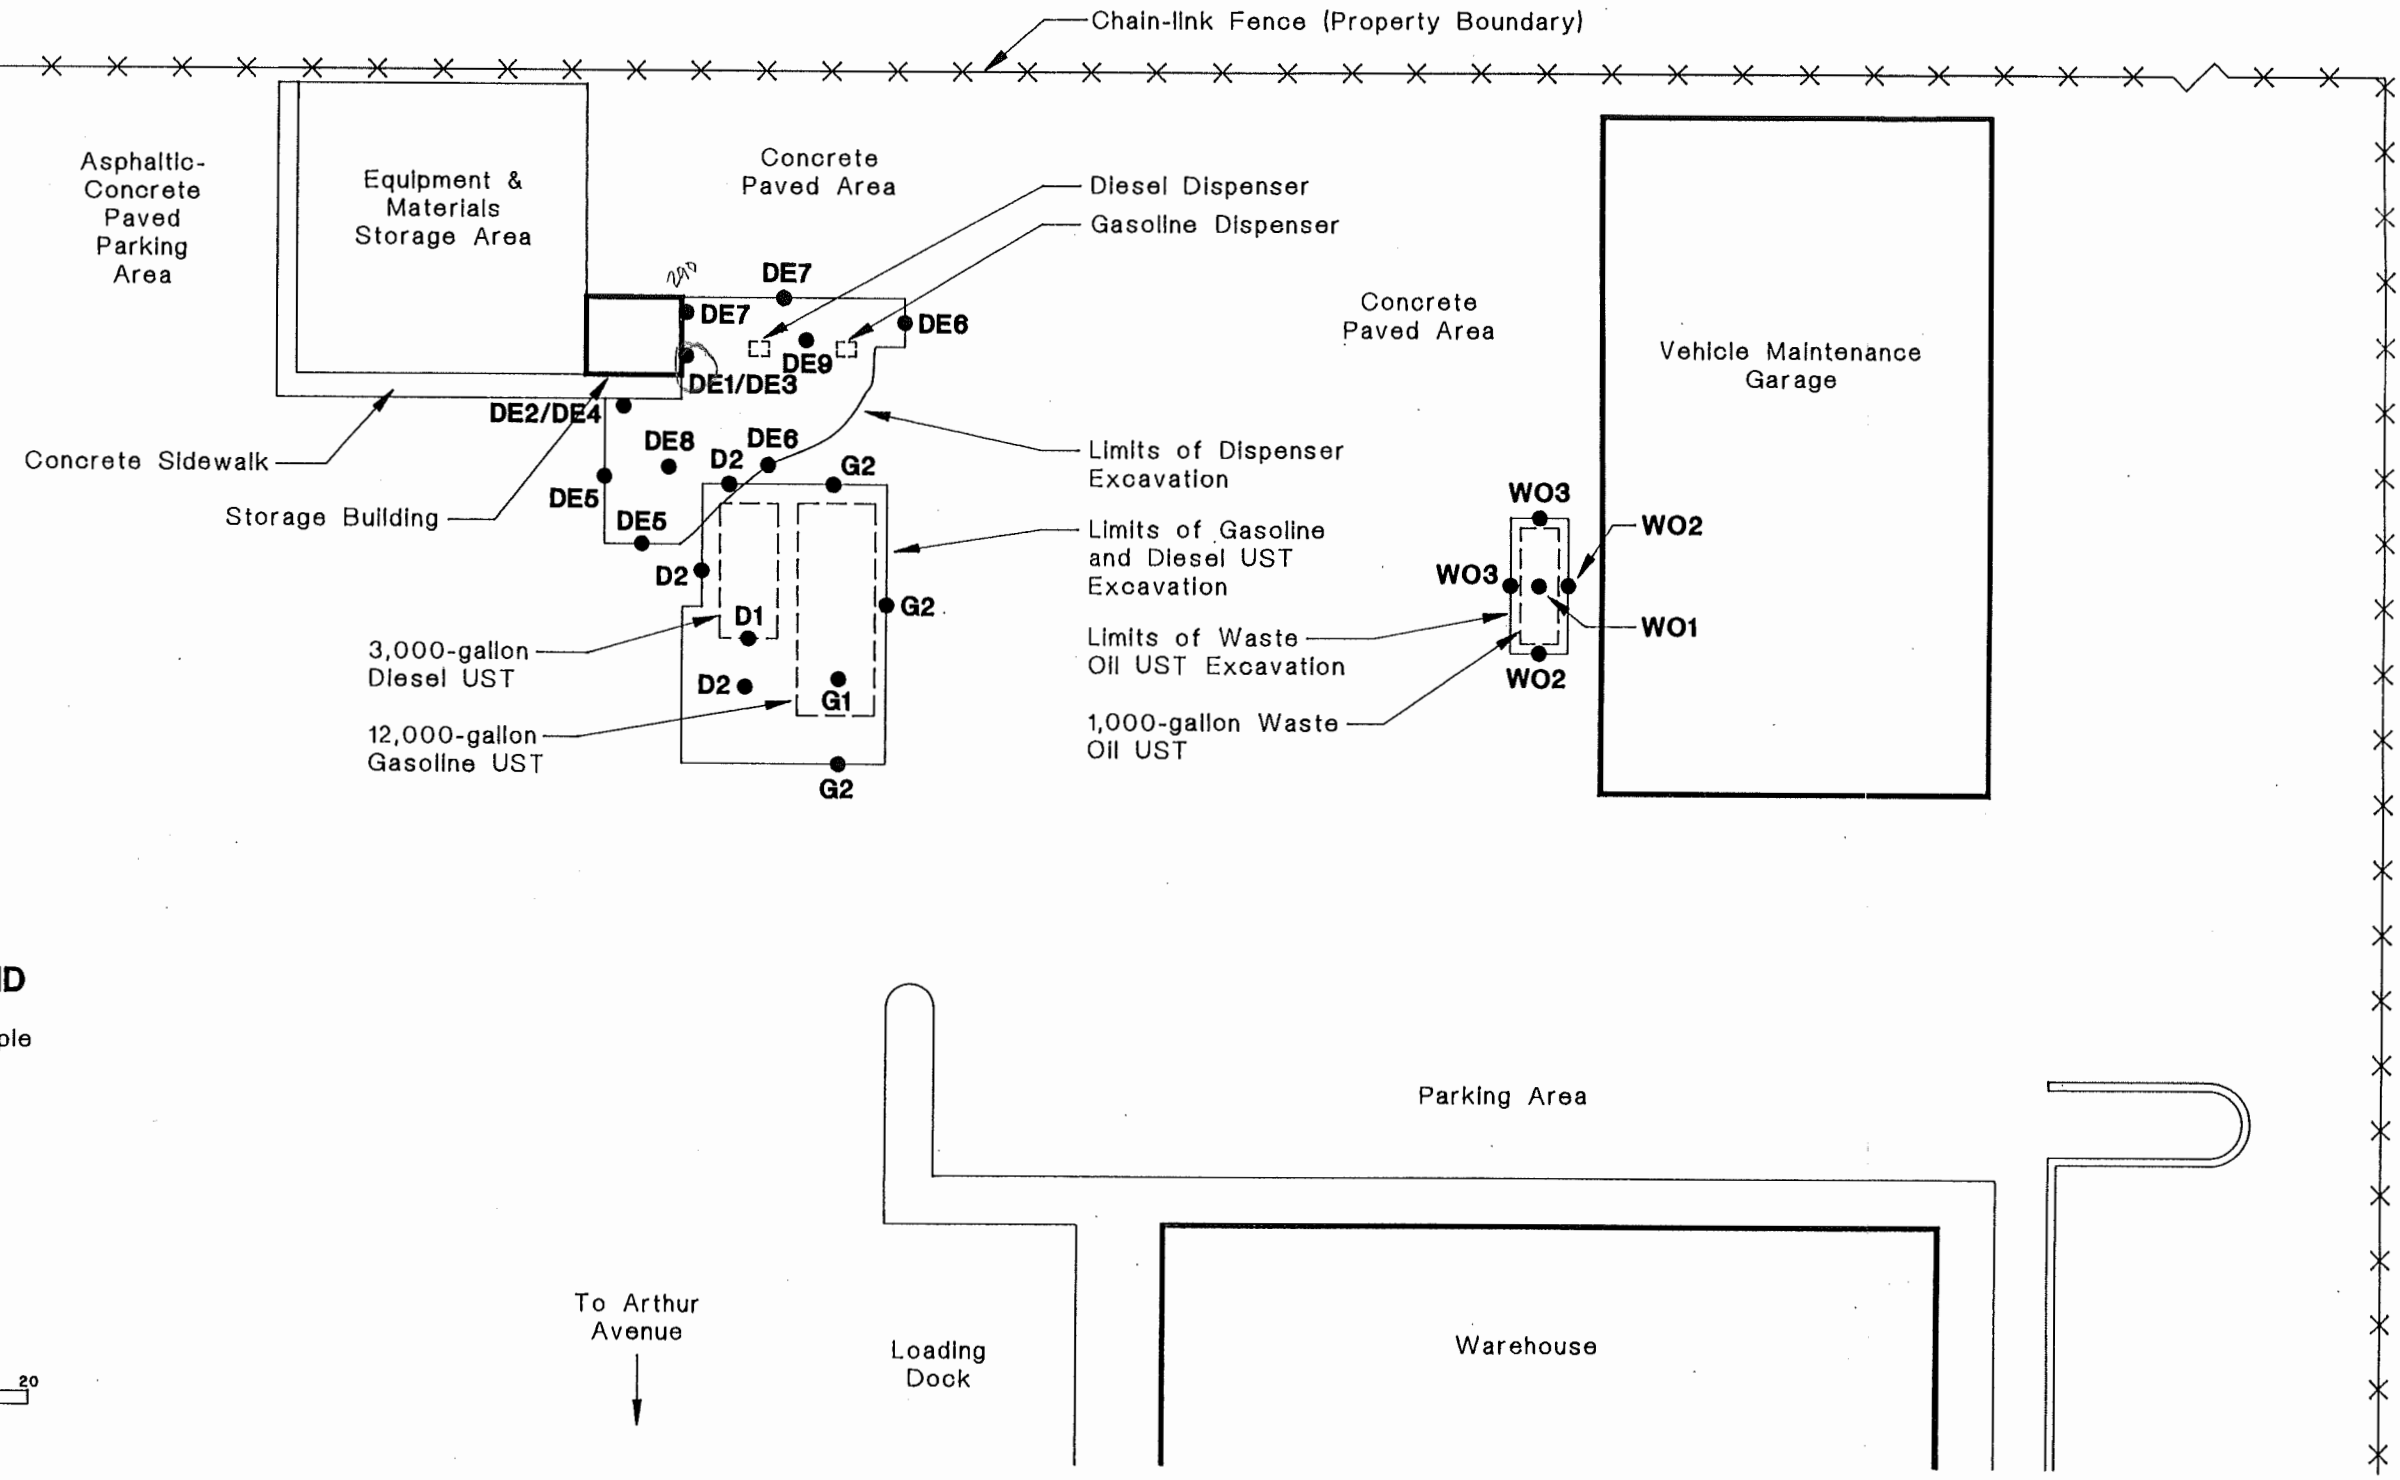 Chain-link Fence (Property Boundary)
Asphaltic-
Concrete
Paved
Parking
Area
Equipment &
Materials
Storage Area
Concrete
Paved Area
Diesel Dispenser
Gasoline Dispenser
290
DE7
DE7
DE6
DE9
DE1/DE3
DE2/DE4
Concrete
Paved Area
Vehicle Maintenance
Garage
Concrete Sidewalk
Storage Building
DE8
DE6
D2
G2
DE5
DE5
Limits of Dispenser
Excavation
Limits of Gasoline
and Diesel UST
Excavation
D2
G2
D1
D2
G1
G2
3,000-gallon
Diesel UST
12,000-gallon
Gasoline UST
WO3
WO2
WO3
WO1
WO2
Limits of Waste
Oil UST Excavation
1,000-gallon Waste
Oil UST
ND
ple
Parking Area
To Arthur
Avenue
Loading
Dock
Warehouse
20